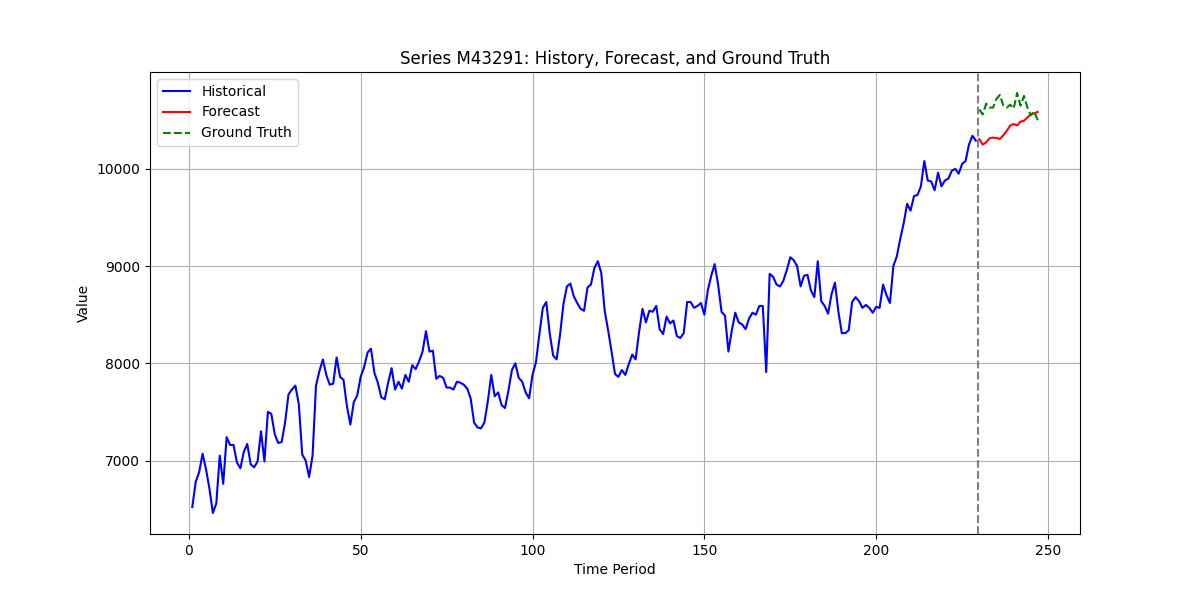 Series M43291: History, Forecast, and Ground Truth
Historical
Forecast
Ground Truth
10000
9000
8000
7000
Value
0 50 100 150 200 250
Time Period